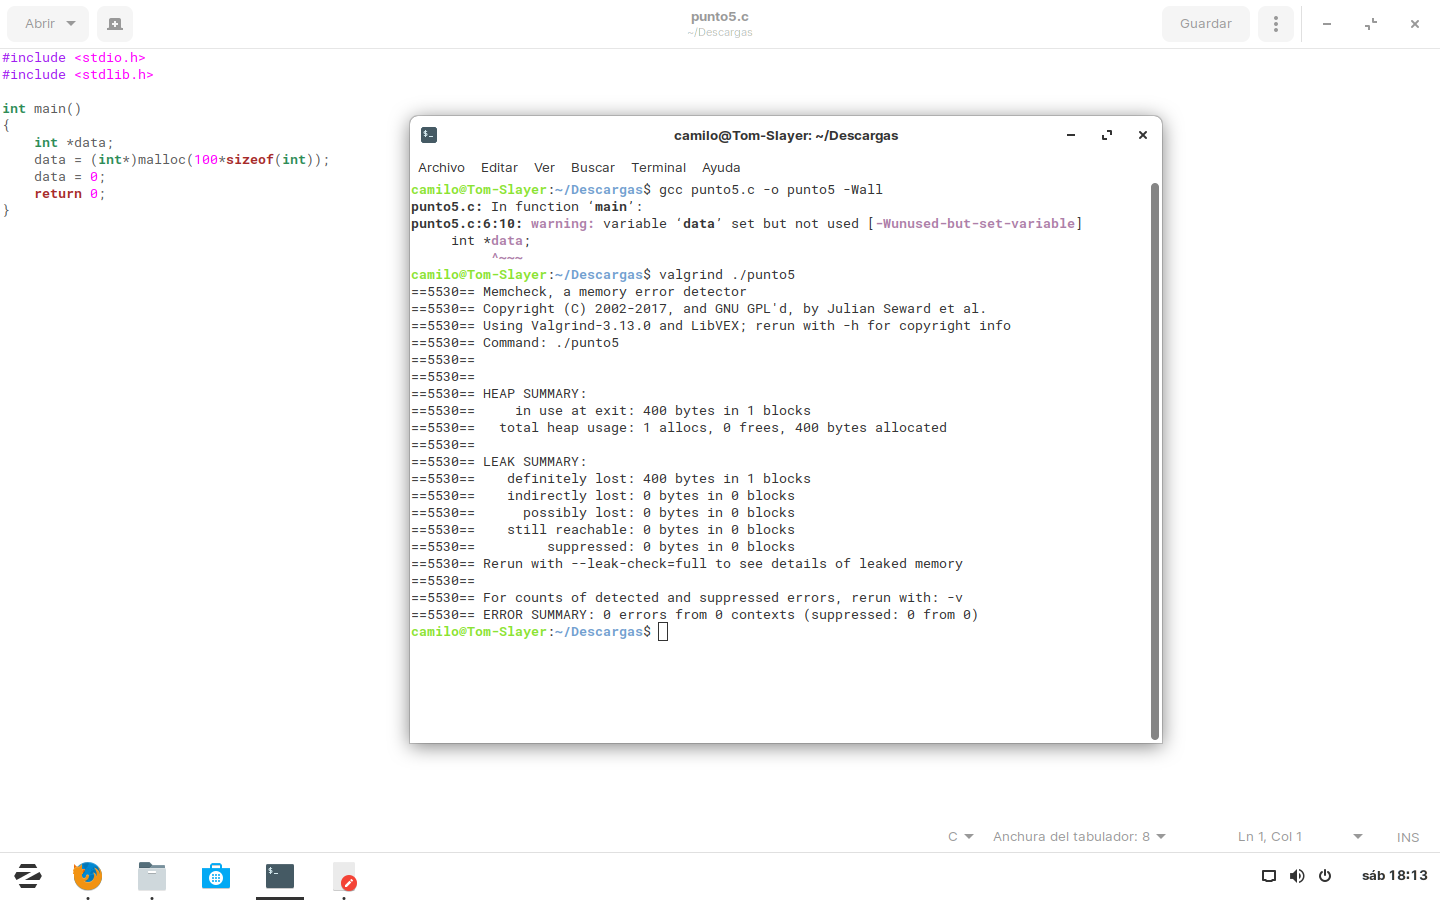 Abrir
punto5.c
~/Descargas
Guardar
#include <stdio.h>
#include <stdlib.h>
int main()
{
int *data;
data = (int*)malloc(100*sizeof(int));
data = 0;
return 0;
}
camilo@Tom-Slayer: ~/Descargas
Archivo Editar Ver Buscar Terminal Ayuda
camilo@Tom-Slayer:~/Descargas$ gcc punto5.c -o punto5 -Wall
punto5.c: In function ‘main’:
punto5.c:6:10: warning: variable ‘data’ set but not used [-Wunused-but-set-variable]
int *data;
^~~~
camilo@Tom-Slayer:~/Descargas$ valgrind ./punto5
==5530== Memcheck, a memory error detector
==5530== Copyright (C) 2002-2017, and GNU GPL'd, by Julian Seward et al.
==5530== Using Valgrind-3.13.0 and LibVEX; rerun with -h for copyright info
==5530== Command: ./punto5
==5530==
==5530==
==5530== HEAP SUMMARY:
==5530==     in use at exit: 400 bytes in 1 blocks
==5530==   total heap usage: 1 allocs, 0 frees, 400 bytes allocated
==5530==
==5530== LEAK SUMMARY:
==5530==    definitely lost: 400 bytes in 1 blocks
==5530==    indirectly lost: 0 bytes in 0 blocks
==5530==      possibly lost: 0 bytes in 0 blocks
==5530==    still reachable: 0 bytes in 0 blocks
==5530==         suppressed: 0 bytes in 0 blocks
==5530== Rerun with --leak-check=full to see details of leaked memory
==5530==
==5530== For counts of detected and suppressed errors, rerun with: -v
==5530== ERROR SUMMARY: 0 errors from 0 contexts (suppressed: 0 from 0)
camilo@Tom-Slayer:~/Descargas$
C Anchura del tabulador: 8 Ln 1, Col 1 INS
sáb 18:13